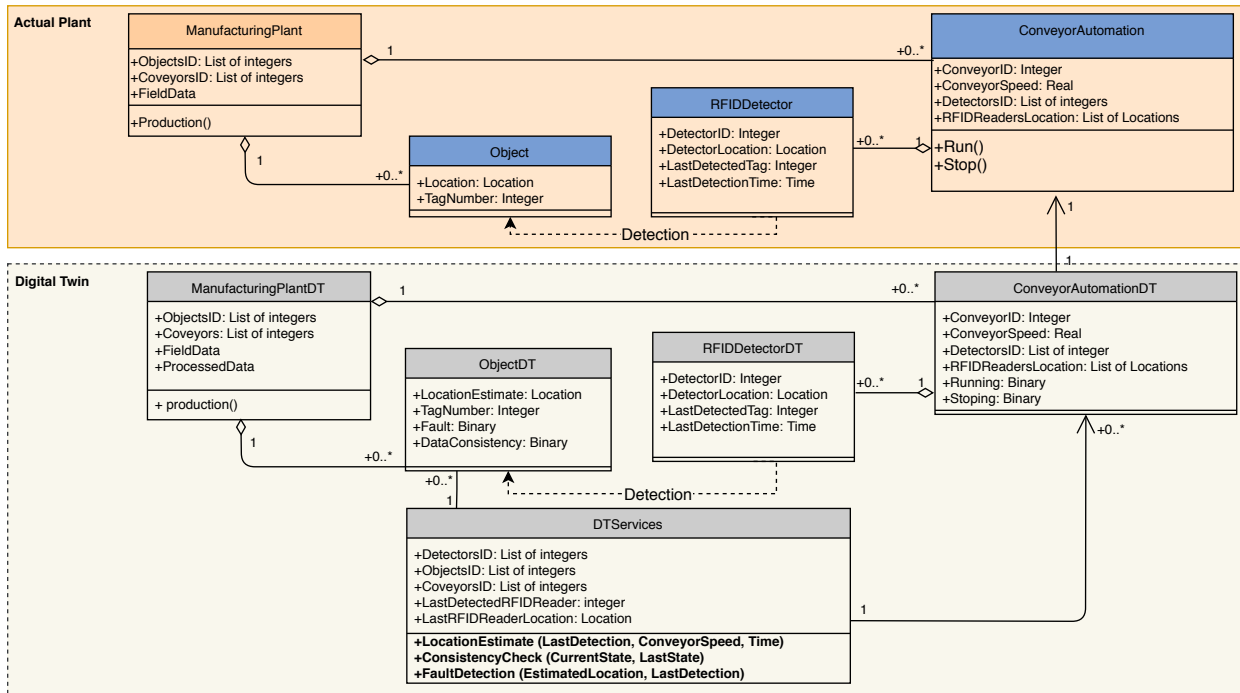 Actual Plant
ManufacturingPlant
+ObjectsID: List of integers
+CoveyorsID: List of integers
+FieldData
+Production()
1
+0..*
1
+0..*
Object
+Location: Location
+TagNumber: Integer
RFIDDetector
+DetectorID: Integer
+DetectorLocation: Location
+LastDetectedTag: Integer
+LastDetectionTime: Time
+0..*
1
Detection
ConveyorAutomation
+ConveyorID: Integer
+ConveyorSpeed: Real
+DetectorsID: List of integers
+RFIDReadersLocation: List of Locations
+Run()
+Stop()
1
1
Digital Twin
ManufacturingPlantDT
+ObjectsID: List of integers
+Coveyors: List of integers
+FieldData
+ProcessedData
+ production()
1
+0..*
1
+0..*
ObjectDT
+LocationEstimate: Location
+TagNumber: Integer
+Fault: Binary
+DataConsistency: Binary
+0..*
1
RFIDDetectorDT
+DetectorID: Integer
+DetectorLocation: Location
+LastDetectedTag: Integer
+LastDetectionTime: Time
+0..*
1
Detection
ConveyorAutomationDT
+ConveyorID: Integer
+ConveyorSpeed: Real
+DetectorsID: List of integer
+RFIDReadersLocation: List of Locations
+Running: Binary
+Stoping: Binary
+0..*
DTServices
+DetectorsID: List of integers
+ObjectsID: List of integers
+CoveyorsID: List of integers
+LastDetectedRFIDReader: integer
+LastRFIDReaderLocation: Location
1
+LocationEstimate (LastDetection, ConveyorSpeed, Time)
+ConsistencyCheck (CurrentState, LastState)
+FaultDetection (EstimatedLocation, LastDetection)